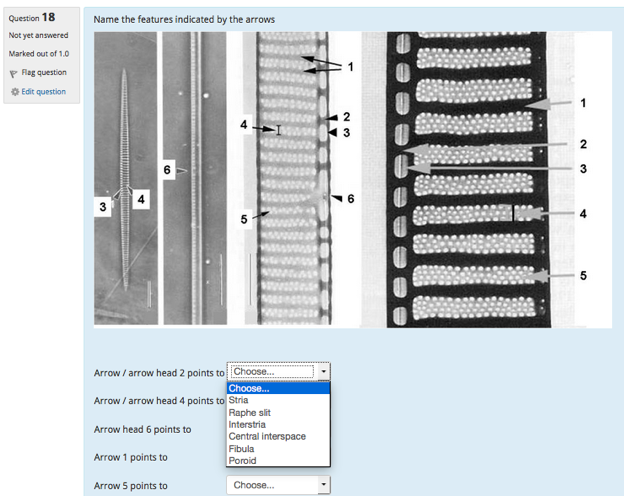 Question 18
Not yet answered
Marked out of 1.0
Flag question
Edit question
Name the features indicated by the arrows
3
4
6
1
2
4
3
6
5
1
2
3
4
5
Arrow / arrow head 2 points to Choose...
Choose...
Stria
Raphe slit
Interstria
Central interspace
Fibula
Poroid
Arrow / arrow head 4 points to
Arrow head 6 points to
Arrow 1 points to
Arrow 5 points to Choose...